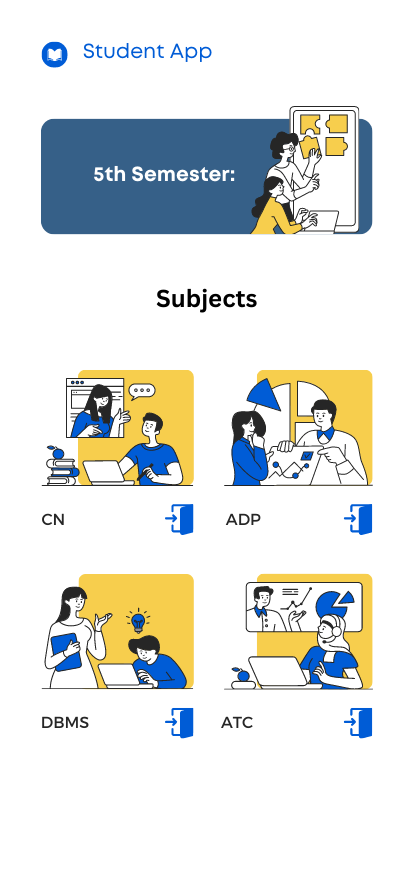 Student App
5th Semester:
Subjects
CN
ADP
DBMS
ATC